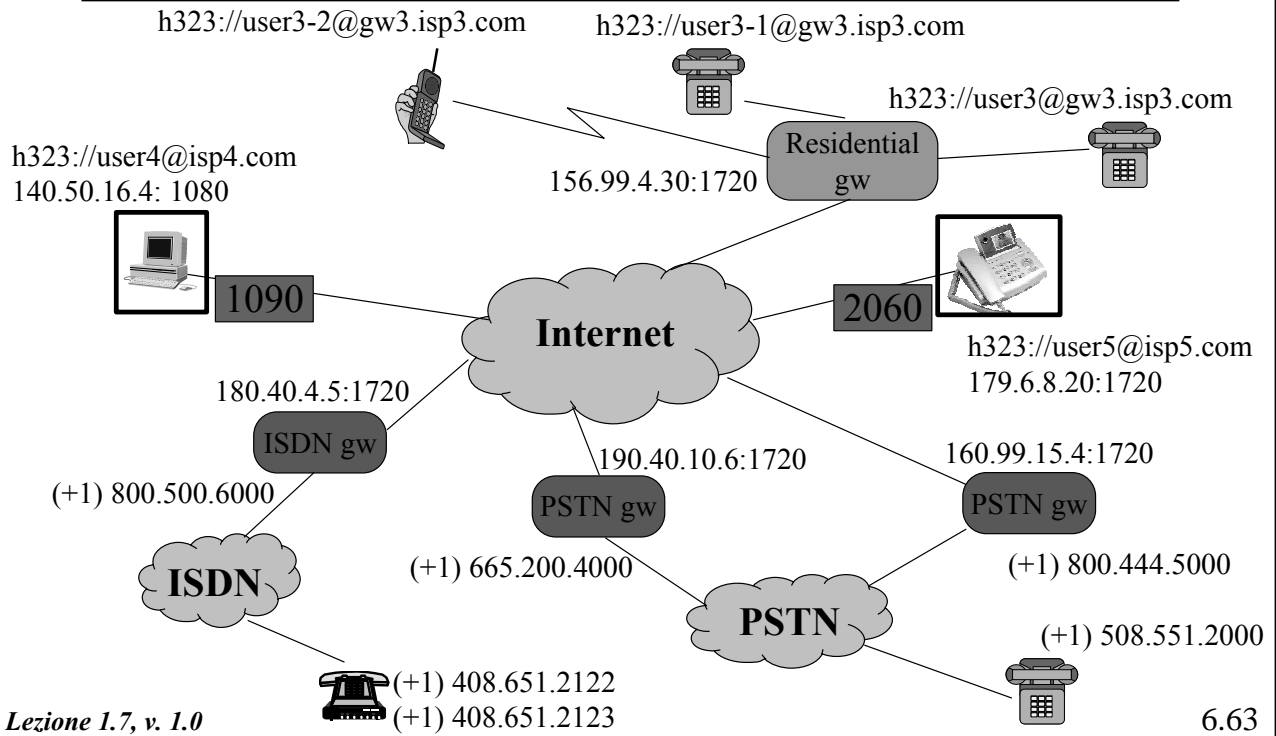 h323://user3-2@gw3.isp3.com
h323://user3-1@gw3.isp3.com
h323://user3@gw3.isp3.com
Residential
gw
156.99.4.30:1720
h323://user4@isp4.com
140.50.16.4: 1080
1090
Internet
2060
h323://user5@isp5.com
179.6.8.20:1720
180.40.4.5:1720
ISDN gw
190.40.10.6:1720
160.99.15.4:1720
(+1) 800.500.6000
PSTN gw
PSTN gw
(+1) 665.200.4000
(+1) 800.444.5000
ISDN
PSTN
(+1) 508.551.2000
(+1) 408.651.2122
(+1) 408.651.2123
Lezione 1.7, v. 1.0
6.63